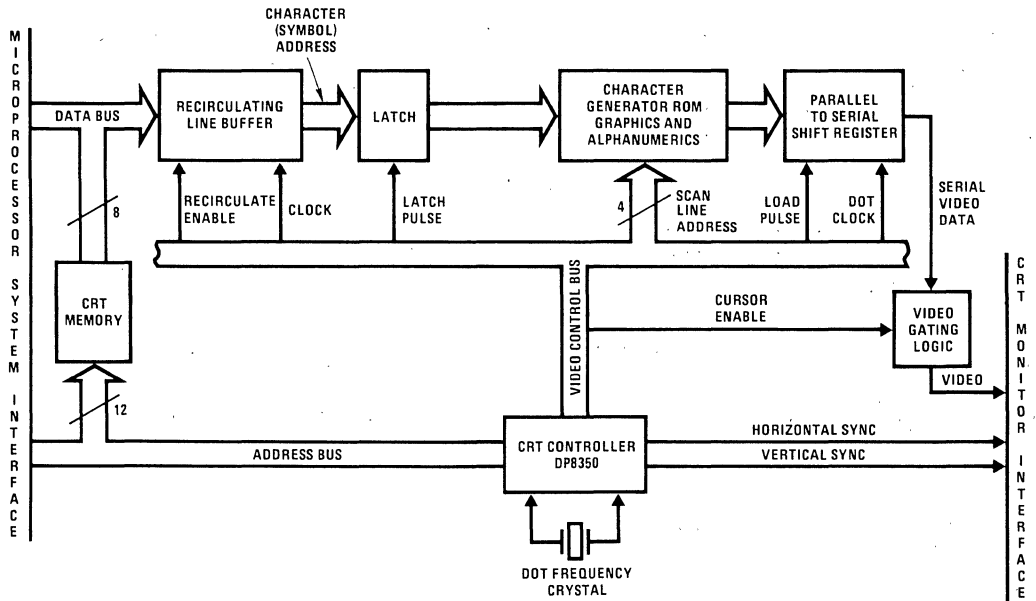 CHARACTER
(SYMBOL)
ADDRESS
MICROPROCESSOR SYSTEM INTERFACE
DATA BUS
RECIRCULATING
LINE BUFFER
LATCH
CHARACTER
GENERATOR ROM
GRAPHICS AND
ALPHANUMERICS
PARALLEL
TO SERIAL
SHIFT REGISTER
8
RECIRCULATE
ENABLE
CLOCK
LATCH
PULSE
4
SCAN
LINE
ADDRESS
LOAD
PULSE
DOT
CLOCK
SERIAL
VIDEO
DATA
CRT
MEMORY
VIDEO CONTROL BUS
CURSOR
ENABLE
VIDEO
GATING
LOGIC
VIDEO
CRT MONITOR INTERFACE
12
ADDRESS BUS
CRT CONTROLLER
DP8350
HORIZONTAL SYNC
VERTICAL SYNC
DOT FREQUENCY
CRYSTAL